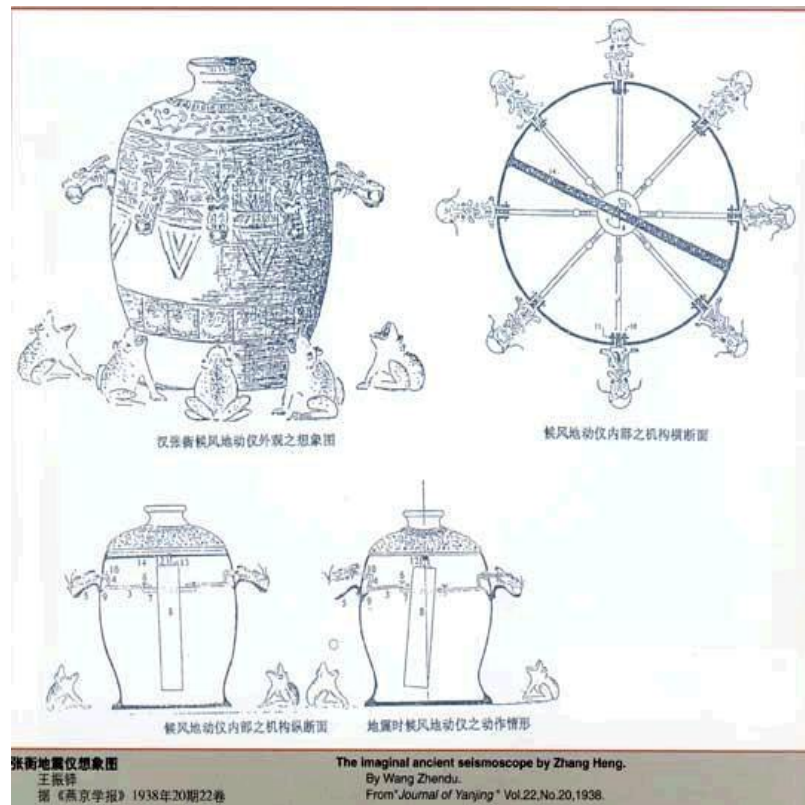 汉张衡候风地动仪外观之想象图
候风地动仪内部之机构横断面
候风地动仪内部之机构纵断面
地震时候风地动仪之动作情形
张衡地震仪想象图
王振铎
据《燕京学报》1938年20期22卷
The imaginal ancient seismoscope by Zhang Heng.
By Wang Zhendu.
From"Journal of Yanjing" Vol.22,No.20,1938.